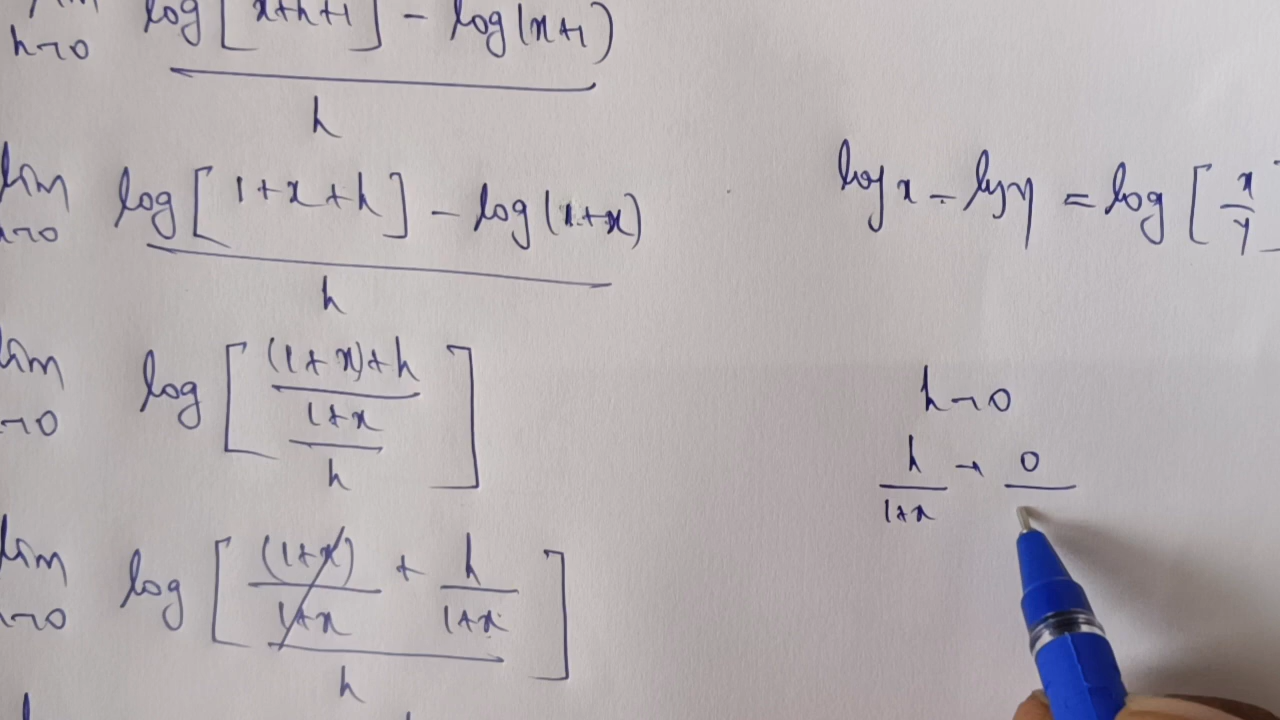 lim log[x+h+1] - log(x+1)
h→0
h
lim log[1+x+h] - log(1+x)
h→0
h
log x - log y = log [x/y]
lim log [(1+x)+h
h→0 1+x
h]
h→0
h/1+x → 0/
lim log [(1+x)/1+x + h/1+x]
h→0
h